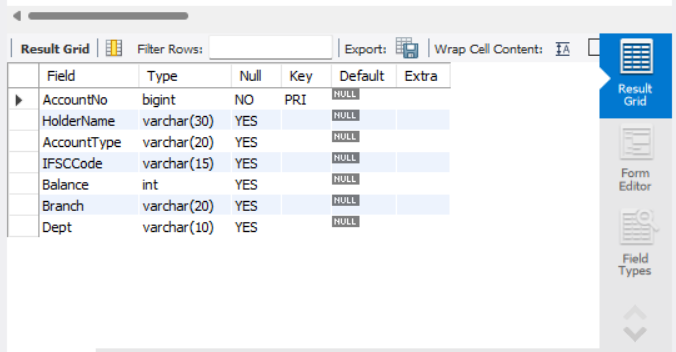 Result Grid Filter Rows: Export: Wrap Cell Content: IA
Field Type Null Key Default Extra
AccountNo bigint NO PRI NULL
HolderName varchar(30) YES NULL
AccountType varchar(20) YES NULL
IFSCCode varchar(15) YES NULL
Balance int YES NULL
Branch varchar(20) YES NULL
Dept varchar(10) YES NULL
Result
Grid
Form
Editor
Field
Types